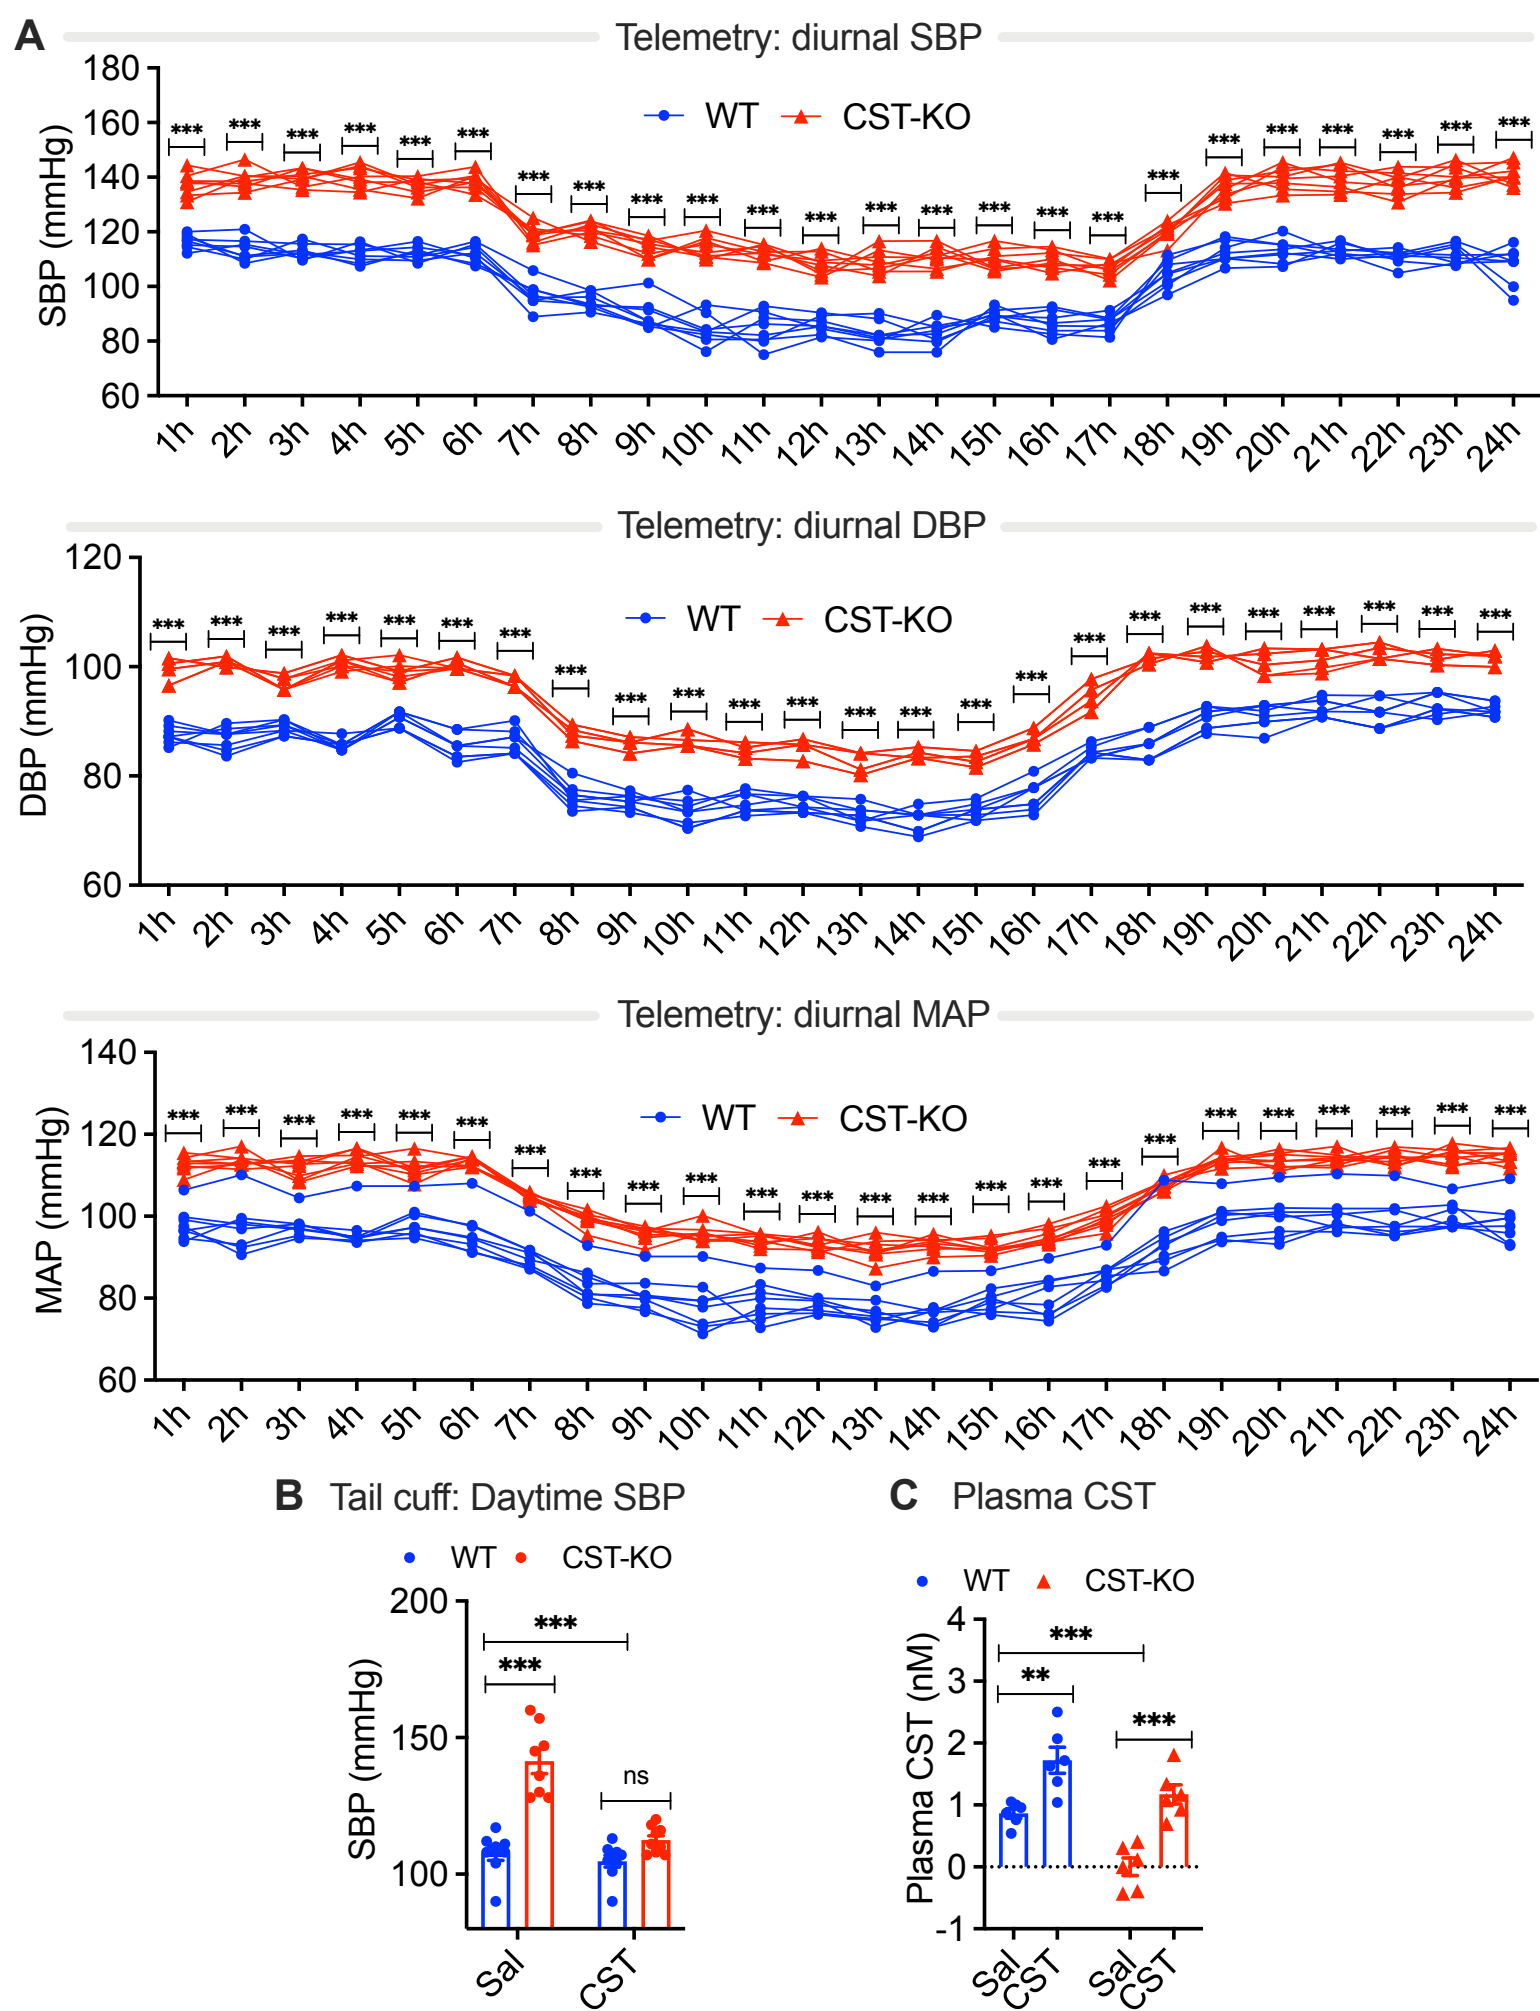 A Telemetry: diurnal SBP
180
160
140
120
100
80
60
SBP (mmHg)
WT CST-KO
*** *** *** *** *** *** *** *** *** *** *** *** *** *** *** *** *** *** *** *** *** *** *** ***
1h 2h 3h 4h 5h 6h 7h 8h 9h 10h 11h 12h 13h 14h 15h 16h 17h 18h 19h 20h 21h 22h 23h 24h
Telemetry: diurnal DBP
120
100
80
60
DBP (mmHg)
WT CST-KO
*** *** *** *** *** *** *** *** *** *** *** *** *** *** *** *** *** *** *** *** *** *** *** ***
1h 2h 3h 4h 5h 6h 7h 8h 9h 10h 11h 12h 13h 14h 15h 16h 17h 18h 19h 20h 21h 22h 23h 24h
Telemetry: diurnal MAP
140
120
100
80
60
MAP (mmHg)
WT CST-KO
*** *** *** *** *** *** *** *** *** *** *** *** *** *** *** *** *** *** *** *** *** *** *** ***
1h 2h 3h 4h 5h 6h 7h 8h 9h 10h 11h 12h 13h 14h 15h 16h 17h 18h 19h 20h 21h 22h 23h 24h
B Tail cuff: Daytime SBP
WT CST-KO
200
150
100
SBP (mmHg)
***
***
ns
Sal CST
C Plasma CST
WT CST-KO
4
3
2
1
0
-1
Plasma CST (nM)
***
**
***
Sal CST Sal CST